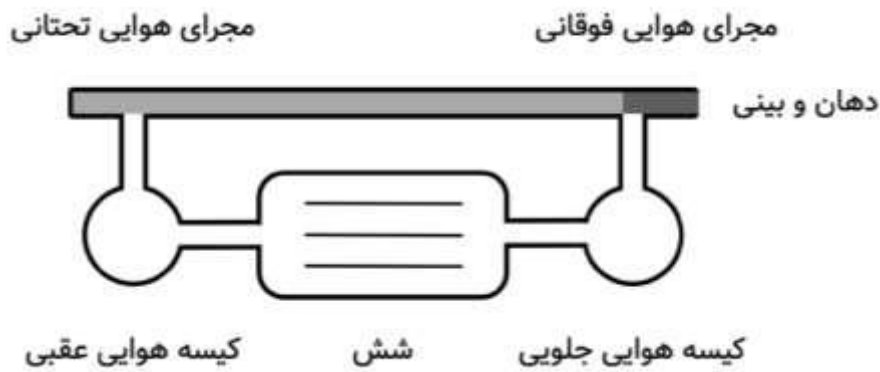 مجرای هوایی فوقانی
مجرای هوایی تحتانی
دهان و بینی
کیسه هوایی جلویی
شش
کیسه هوایی عقبی